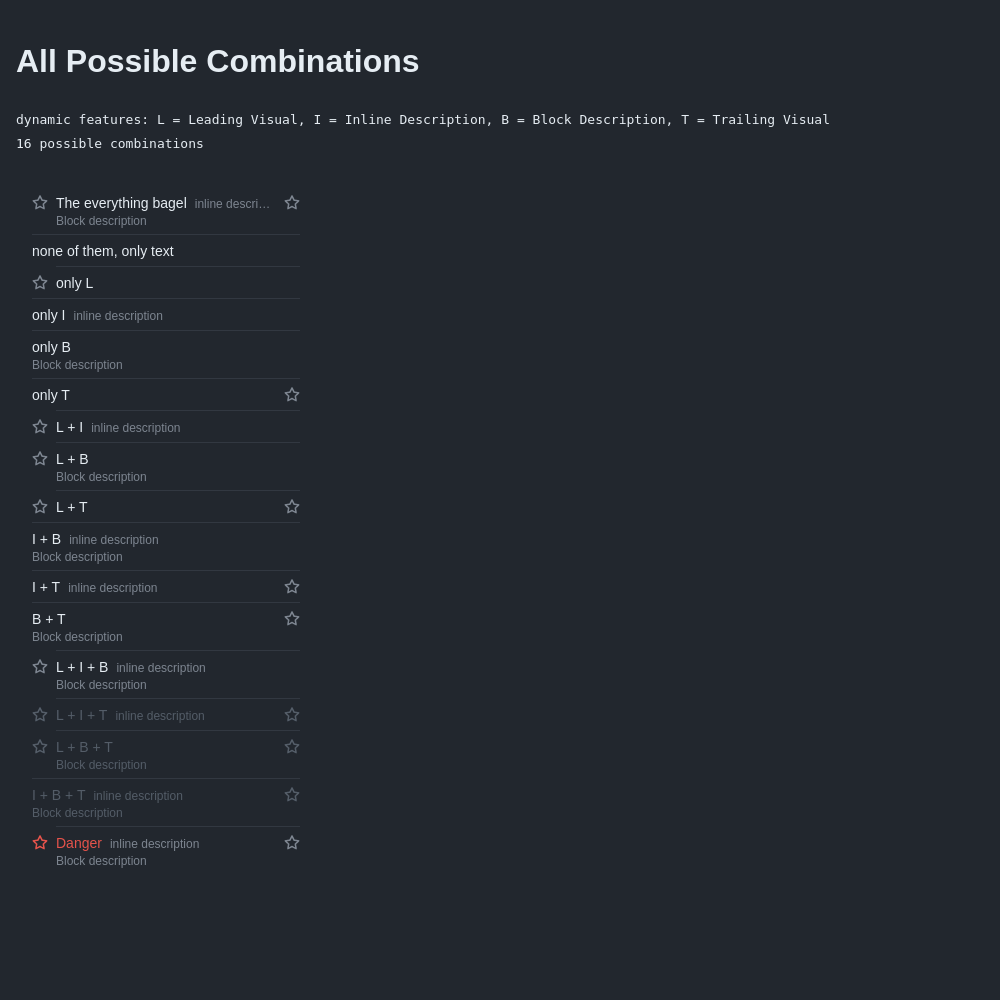 All Possible Combinations
dynamic features: L = Leading Visual, I = Inline Description, B = Block Description, T = Trailing Visual
16 possible combinations
The everything bagel inline descri…
Block description
none of them, only text
only L
only I inline description
only B
Block description
only T
L + I inline description
L + B
Block description
L + T
I + B inline description
Block description
I + T inline description
B + T
Block description
L + I + B inline description
Block description
L + I + T inline description
L + B + T
Block description
I + B + T inline description
Block description
Danger inline description
Block description